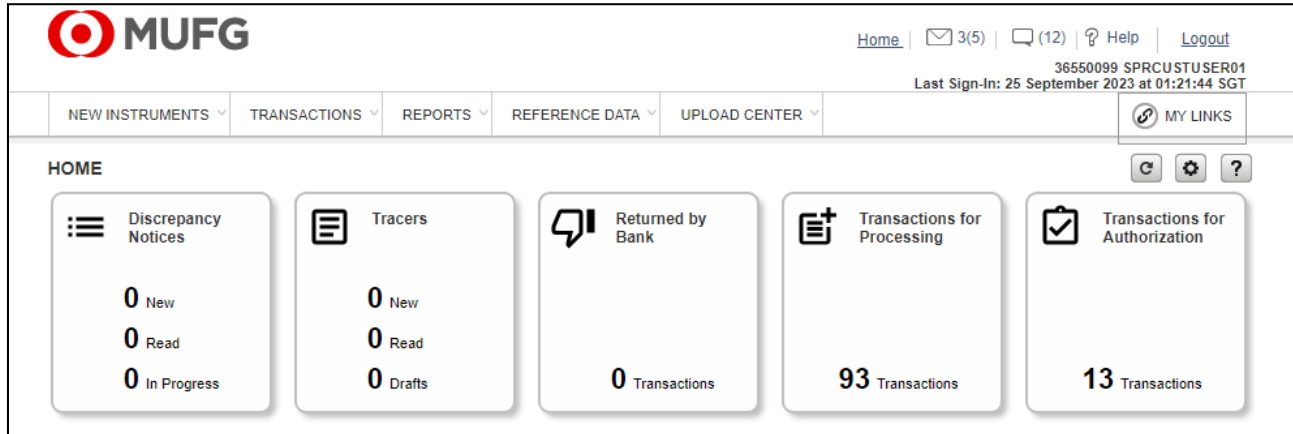 MUFG
Home | 3(5) | (12) | Help | Logout
36550099 SPRCUSTUSER01
Last Sign-In: 25 September 2023 at 01:21:44 SGT
NEW INSTRUMENTS TRANSACTIONS REPORTS REFERENCE DATA UPLOAD CENTER MY LINKS
HOME
?
Discrepancy
Notices
0 New
0 Read
0 In Progress
Tracers
0 New
0 Read
0 Drafts
Returned by
Bank
0 Transactions
Transactions for
Processing
93 Transactions
Transactions for
Authorization
13 Transactions